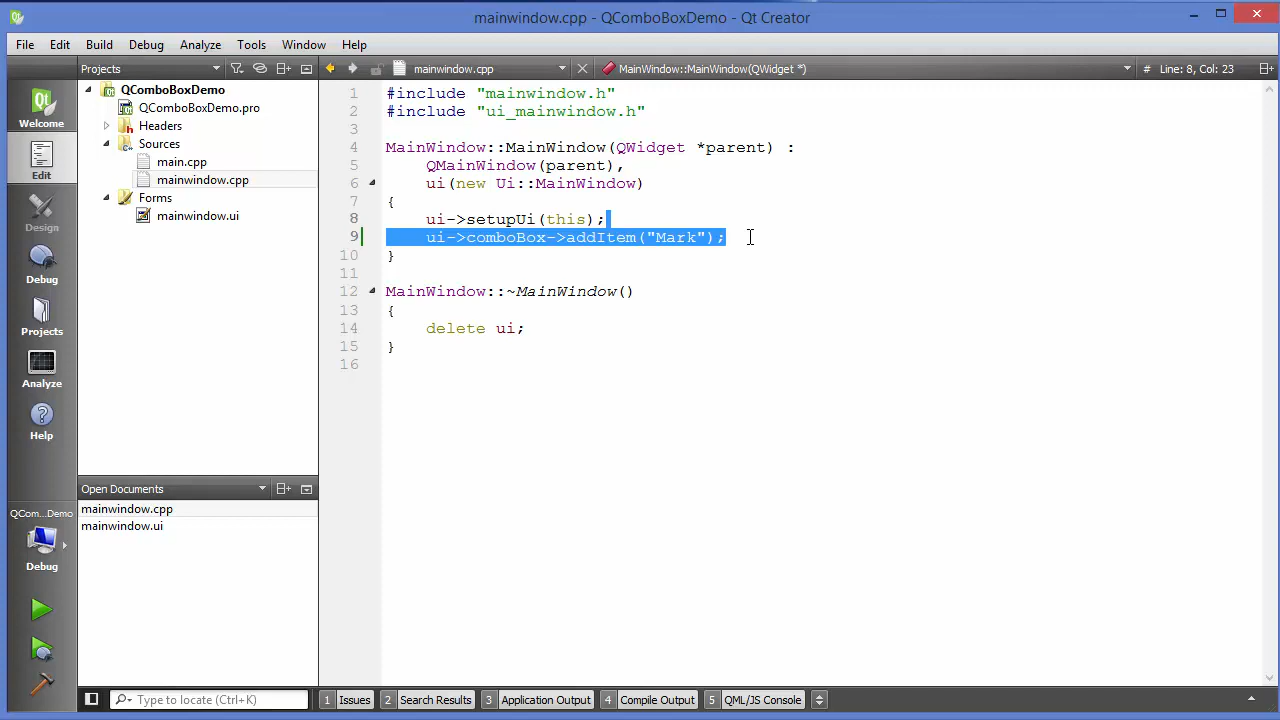 mainwindow.cpp - QComboBoxDemo - Qt Creator
File Edit Build Debug Analyze Tools Window Help
Projects
mainwindow.cpp
MainWindow::MainWindow(QWidget *)
# Line: 8, Col: 23
Welcome
Edit
Design
Debug
Projects
Analyze
Help
QCom...Demo
Debug
QComboBoxDemo
QComboBoxDemo.pro
Headers
Sources
main.cpp
mainwindow.cpp
Forms
mainwindow.ui
Open Documents
mainwindow.cpp
mainwindow.ui
1 #include "mainwindow.h"
2 #include "ui_mainwindow.h"
3
4 MainWindow::MainWindow(QWidget *parent) :
5 QMainWindow(parent),
6 ui(new Ui::MainWindow)
7 {
8 ui->setupUi(this);
9 ui->comboBox->addItem("Mark");
10 }
11
12 MainWindow::~MainWindow()
13 {
14 delete ui;
15 }
16
Type to locate (Ctrl+K)
1 Issues 2 Search Results 3 Application Output 4 Compile Output 5 QML/JS Console